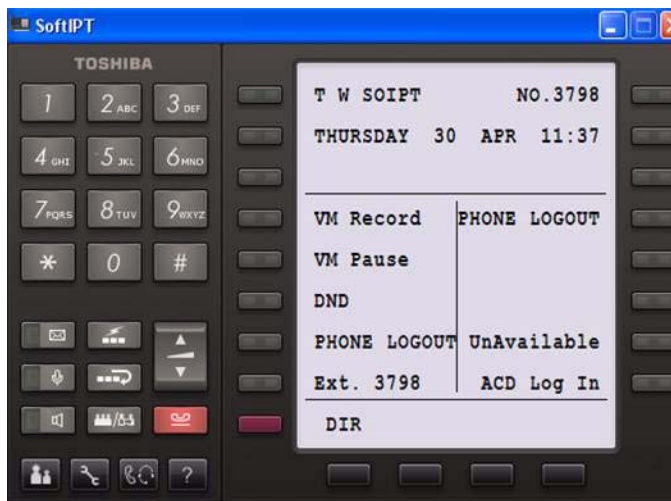 SoftIPT
TOSHIBA
1 2 ABC 3 DEF
4 GHI 5 JKL 6 MNO
7 PQRS 8 TUV 9 WXYZ
* 0 #
?
T W SOIPT NO.3798
THURSDAY 30 APR 11:37
VM Record PHONE LOGOUT
VM Pause
DND
PHONE LOGOUT UnAvailable
Ext. 3798 ACD Log In
DIR